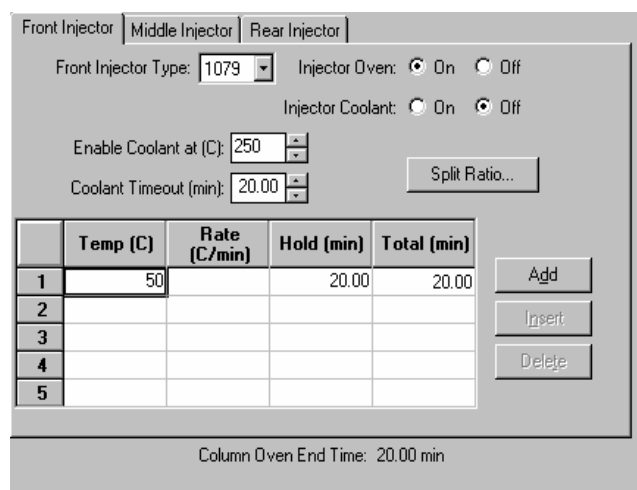 Front Injector Middle Injector Rear Injector
Front Injector Type: 1079 Injector Oven: On Off
Injector Coolant: On Off
Enable Coolant at (C): 250
Coolant Timeout (min): 20.00
Split Ratio...
Temp (C) Rate (C/min) Hold (min) Total (min)
1 50 20.00 20.00
2
3
4
5
Add
Insert
Delete
Column Oven End Time: 20.00 min